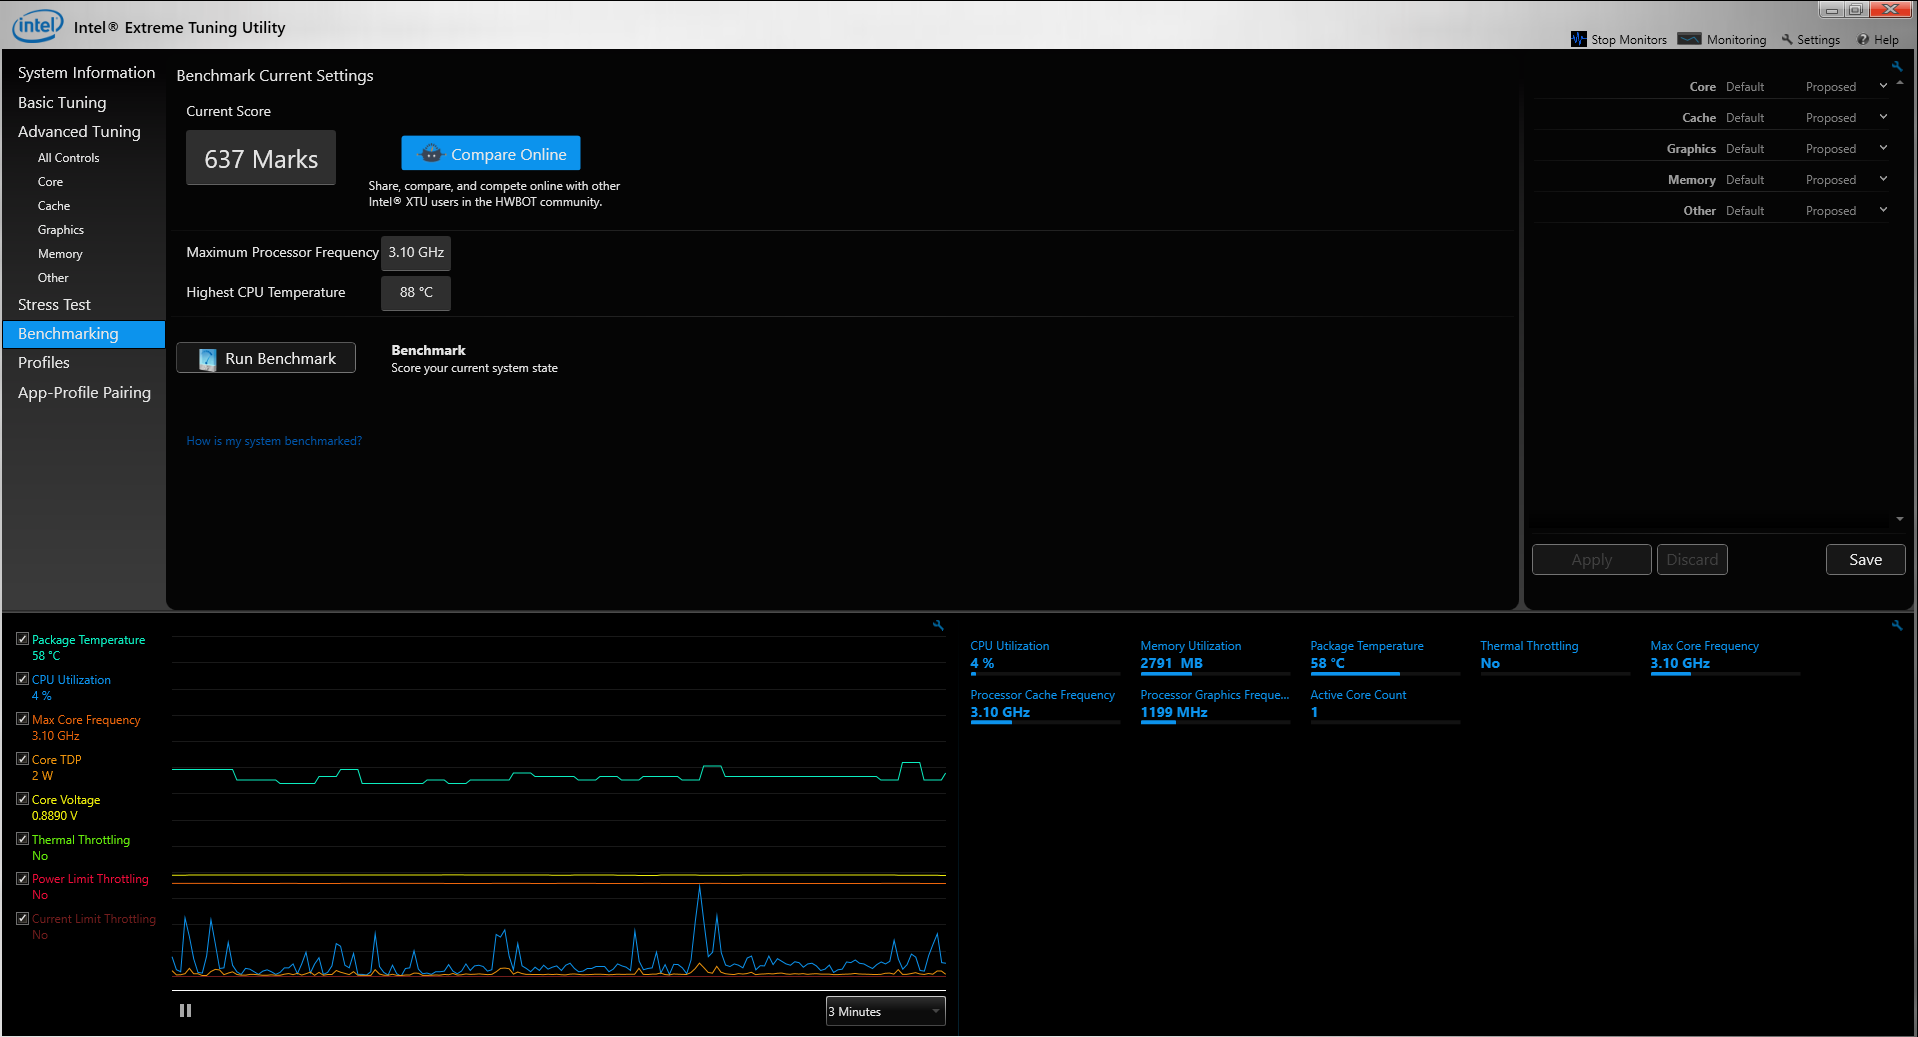 intel
Intel® Extreme Tuning Utility
Stop Monitors
Monitoring
Settings
Help
System Information
Basic Tuning
Advanced Tuning
All Controls
Core
Cache
Graphics
Memory
Other
Stress Test
Benchmarking
Profiles
App-Profile Pairing
Benchmark Current Settings
Current Score
637 Marks
Compare Online
Share, compare, and compete online with other
Intel® XTU users in the HWBOT community.
Maximum Processor Frequency 3.10 GHz
Highest CPU Temperature 88 °C
Run Benchmark
Benchmark
Score your current system state
How is my system benchmarked?
Core Default Proposed
Cache Default Proposed
Graphics Default Proposed
Memory Default Proposed
Other Default Proposed
Apply
Discard
Save
Package Temperature
58 °C
CPU Utilization
4 %
Max Core Frequency
3.10 GHz
Core TDP
2 W
Core Voltage
0.8890 V
Thermal Throttling
No
Power Limit Throttling
No
Current Limit Throttling
No
3 Minutes
CPU Utilization
4 %
Memory Utilization
2791 MB
Package Temperature
58 °C
Thermal Throttling
No
Max Core Frequency
3.10 GHz
Processor Cache Frequency
3.10 GHz
Processor Graphics Freque...
1199 MHz
Active Core Count
1